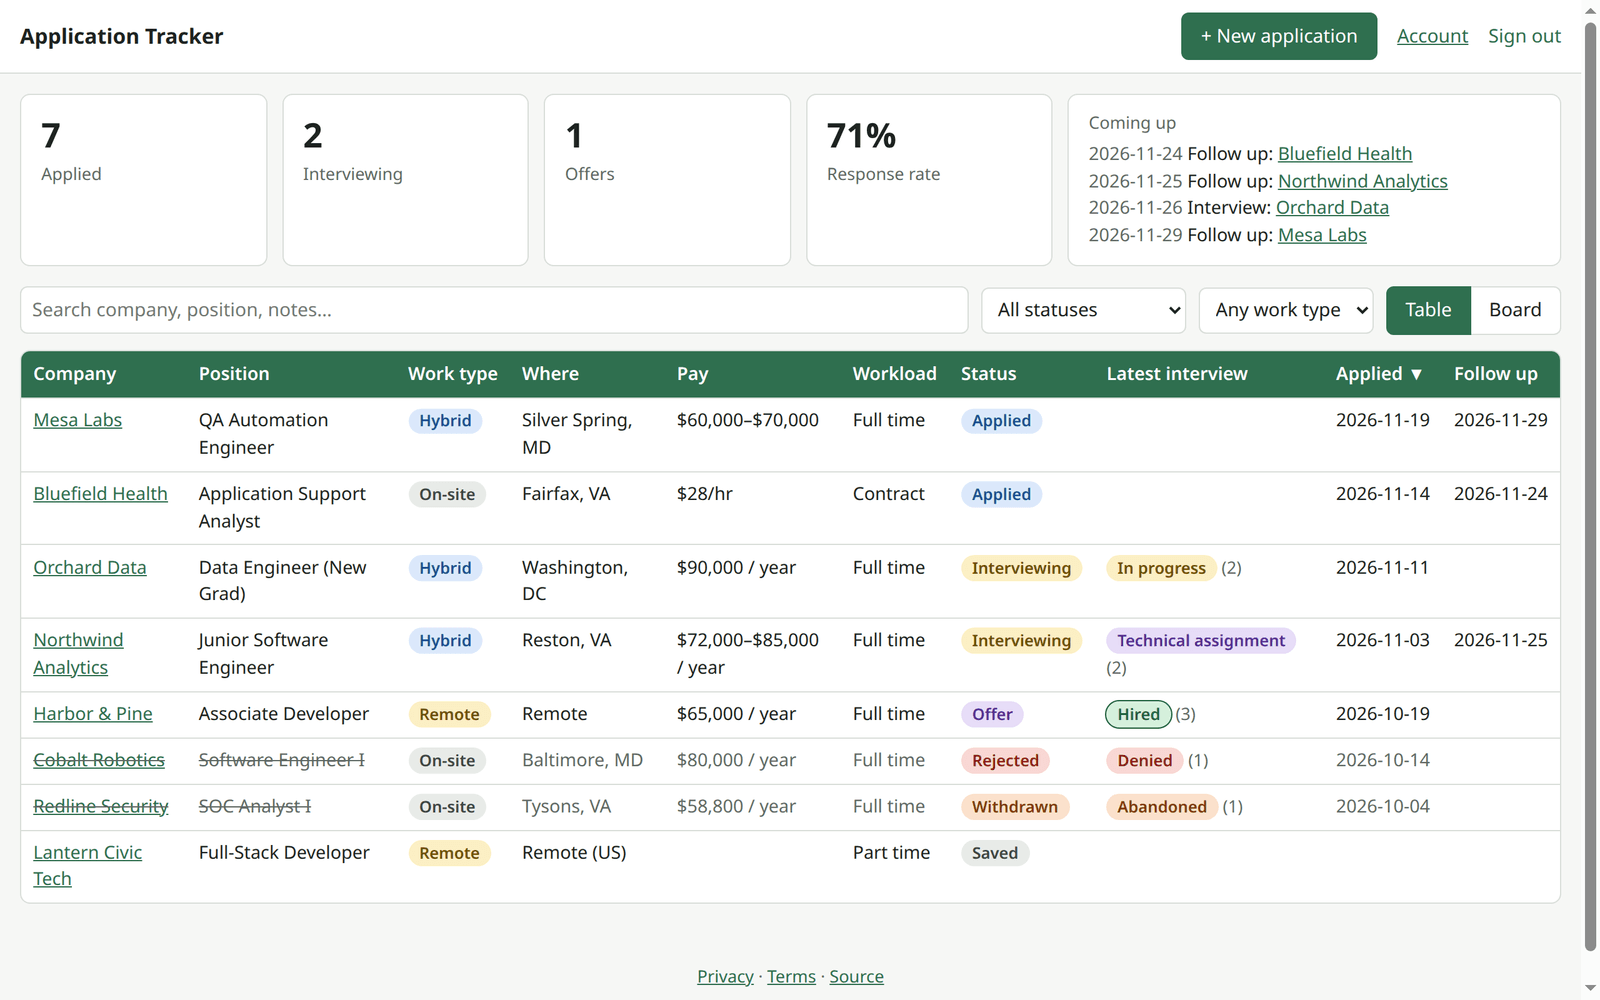 Application Tracker
+ New application
Account
Sign out
7
Applied
2
Interviewing
1
Offers
71%
Response rate
Coming up
2026-11-24 Follow up: Bluefield Health
2026-11-25 Follow up: Northwind Analytics
2026-11-26 Interview: Orchard Data
2026-11-29 Follow up: Mesa Labs
Search company, position, notes...
All statuses
Any work type
Table
Board
Company Position Work type Where Pay Workload Status Latest interview Applied ▼ Follow up
Mesa Labs QA Automation Hybrid Silver Spring, $60,000–$70,000 Full time Applied 2026-11-19 2026-11-29
Engineer MD
Bluefield Health Application Support On-site Fairfax, VA $28/hr Contract Applied 2026-11-14 2026-11-24
Analyst
Orchard Data Data Engineer (New Hybrid Washington, $90,000 / year Full time Interviewing In progress (2) 2026-11-11
Grad) DC
Northwind Junior Software Hybrid Reston, VA $72,000–$85,000 Full time Interviewing Technical assignment 2026-11-03 2026-11-25
Analytics Engineer / year (2)
Harbor & Pine Associate Developer Remote Remote $65,000 / year Full time Offer Hired (3) 2026-10-19
Cobalt Robotics Software Engineer I On-site Baltimore, MD $80,000 / year Full time Rejected Denied (1) 2026-10-14
Redline Security SOC Analyst I On-site Tysons, VA $58,800 / year Full time Withdrawn Abandoned (1) 2026-10-04
Lantern Civic Full-Stack Developer Remote Remote (US) Part time Saved
Tech
Privacy · Terms · Source